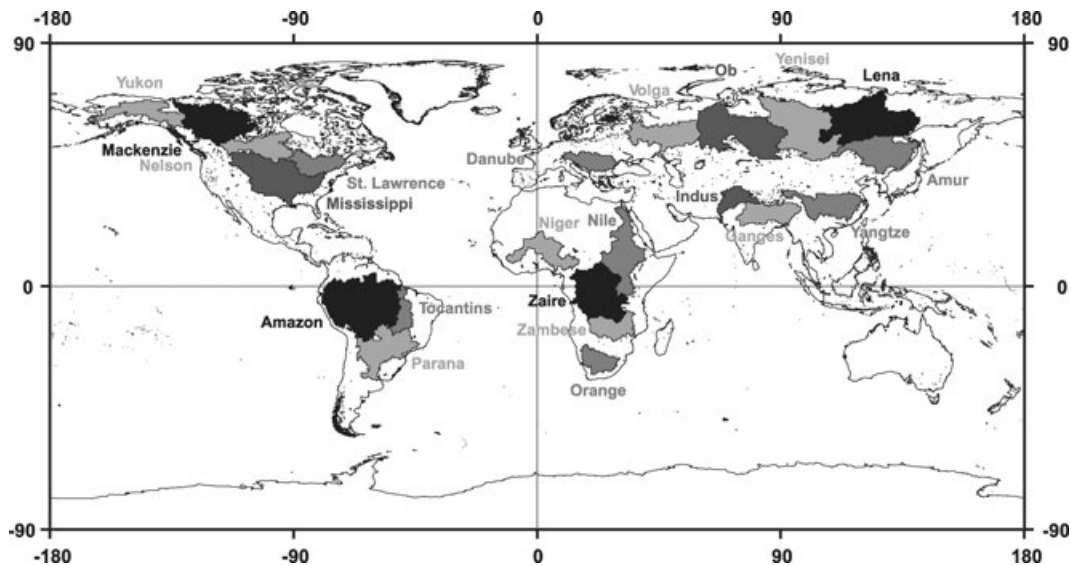 -180 -90 0 90 180
90 90
Yenisei
Ob
Lena
Yukon
Volga
Mackenzie
Nelson
Danube
St. Lawrence
Amur
Mississippi
Indus
Niger
Nile
Ganges
Yangtze
0 0
Zaire
Tocantins
Amazon
Zambese
Parana
Orange
-90 -90
-180 -90 0 90 180